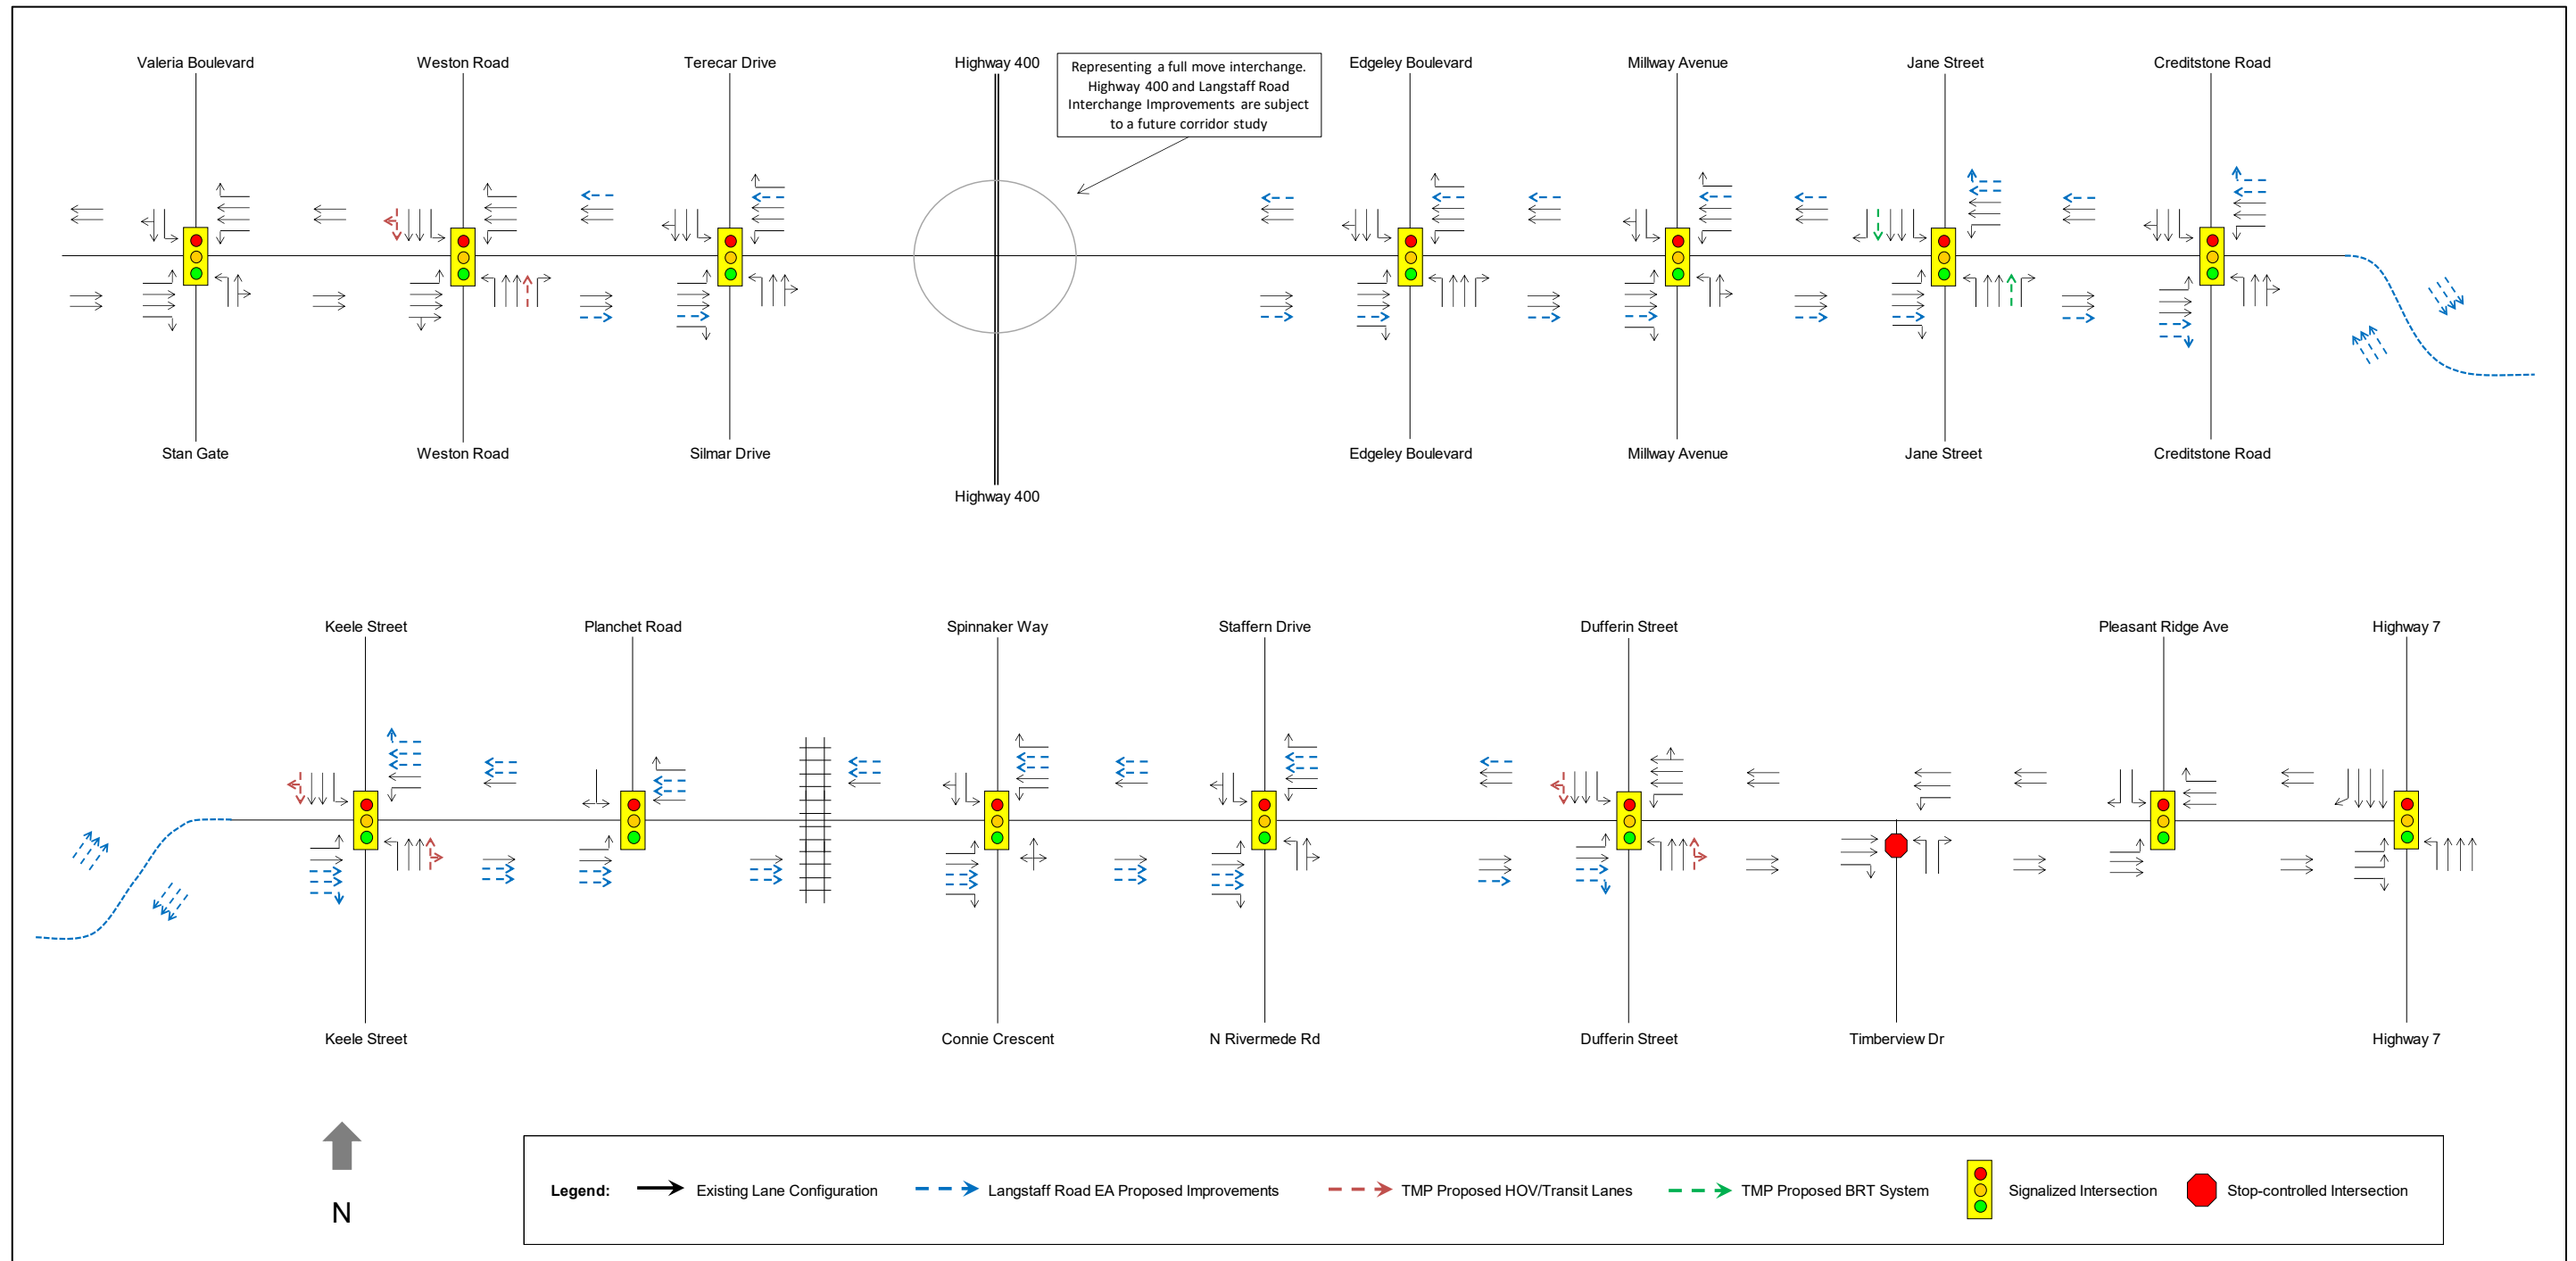 Valeria Boulevard
Weston Road
Terecar Drive
Highway 400
Edgeley Boulevard
Millway Avenue
Jane Street
Creditstone Road
Representing a full move interchange.
Highway 400 and Langstaff Road
Interchange Improvements are subject
to a future corridor study
Stan Gate
Weston Road
Silmar Drive
Highway 400
Edgeley Boulevard
Millway Avenue
Jane Street
Creditstone Road
Keele Street
Planchet Road
Spinnaker Way
Staffern Drive
Dufferin Street
Pleasant Ridge Ave
Highway 7
Keele Street
Connie Crescent
N Rivermede Rd
Dufferin Street
Timberview Dr
Highway 7
N
Legend:
Existing Lane Configuration
Langstaff Road EA Proposed Improvements
TMP Proposed HOV/Transit Lanes
TMP Proposed BRT System
Signalized Intersection
Stop-controlled Intersection